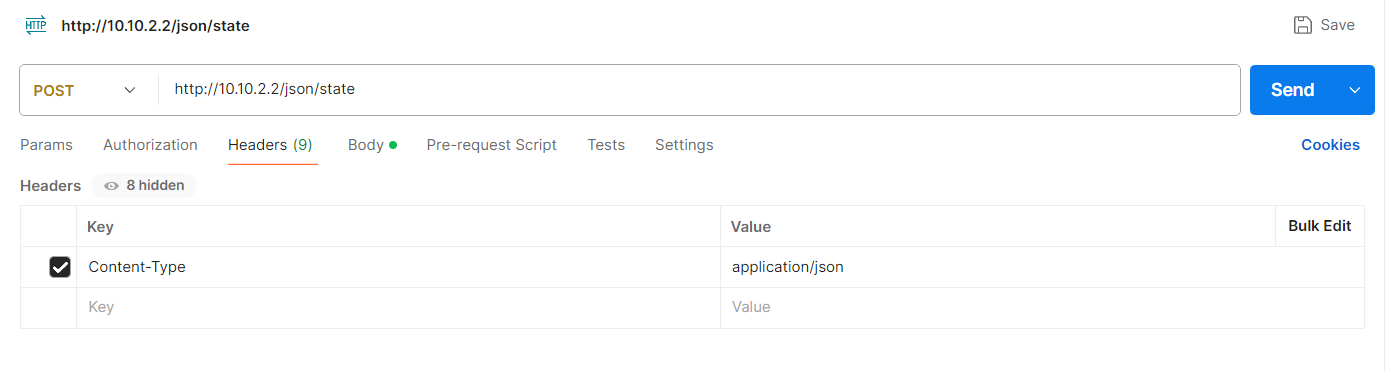 HTTP http://10.10.2.2/json/state Save
POST http://10.10.2.2/json/state Send
Params Authorization Headers (9) Body Pre-request Script Tests Settings Cookies
Headers 8 hidden
Key Value Bulk Edit
Content-Type application/json
Key Value